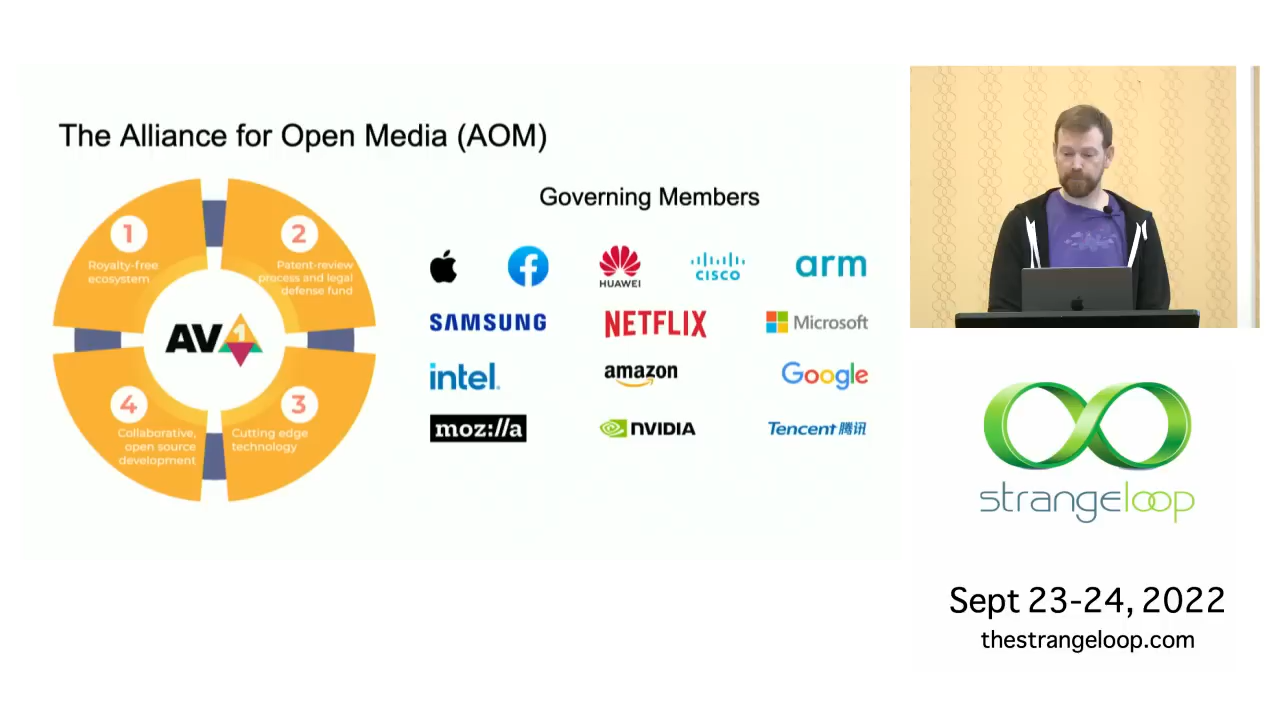 The Alliance for Open Media (AOM)
1
Royalty-free
ecosystem
2
Patent-review
process and legal
defense fund
AV1
4
Collaborative,
open source
development
3
Cutting edge
technology
Governing Members
HUAWEI
CISCO
arm
SAMSUNG
NETFLIX
Microsoft
intel.
amazon
Google
moz://a
NVIDIA
Tencent 腾讯
strangeloop
Sept 23-24, 2022
thestrangeloop.com